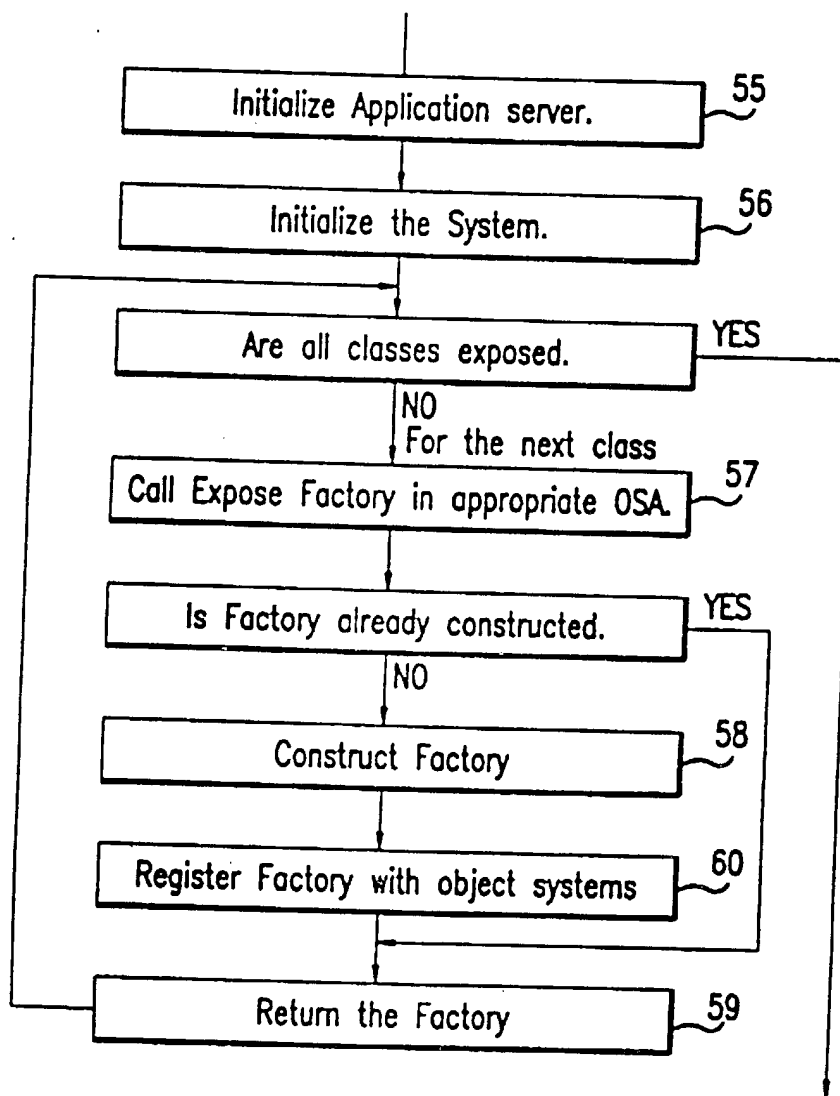 Initialize Application server.
55
Initialize the System.
56
Are all classes exposed.
YES
NO
For the next class
Call Expose Factory in appropriate OSA.
57
Is Factory already constructed.
YES
NO
Construct Factory
58
Register Factory with object systems
60
Return the Factory
59